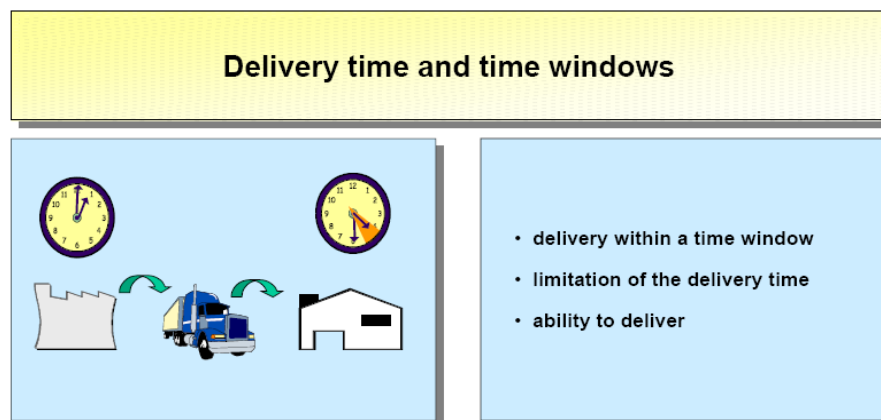 Delivery time and time windows
• delivery within a time window
• limitation of the delivery time
• ability to deliver